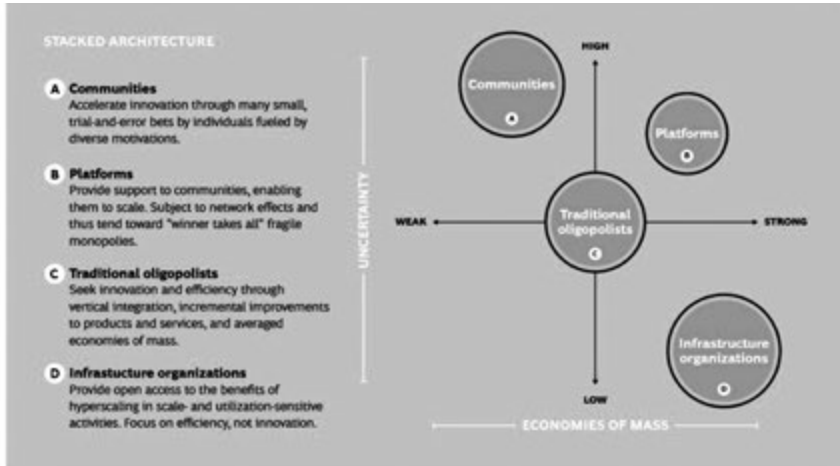 STACKED ARCHITECTURE
A Communities
Accelerate innovation through many small,
trial-and-error bets by individuals fueled by
diverse motivations.
B Platforms
Provide support to communities, enabling
them to scale. Subject to network effects and
thus tend toward "winner takes all" fragile
monopolies.
C Traditional oligopolists
Seek innovation and efficiency through
vertical integration, incremental improvements
to products and services, and averaged
economies of mass.
D Infrastucture organizations
Provide open access to the benefits of
hyperscaling in scale- and utilization-sensitive
activities. Focus on efficiency, not innovation.
UNCERTAINTY
HIGH
Communities
A
Platforms
B
WEAK
Traditional
oligopolists
C
STRONG
Infrastructure
organizations
D
LOW
ECONOMIES OF MASS